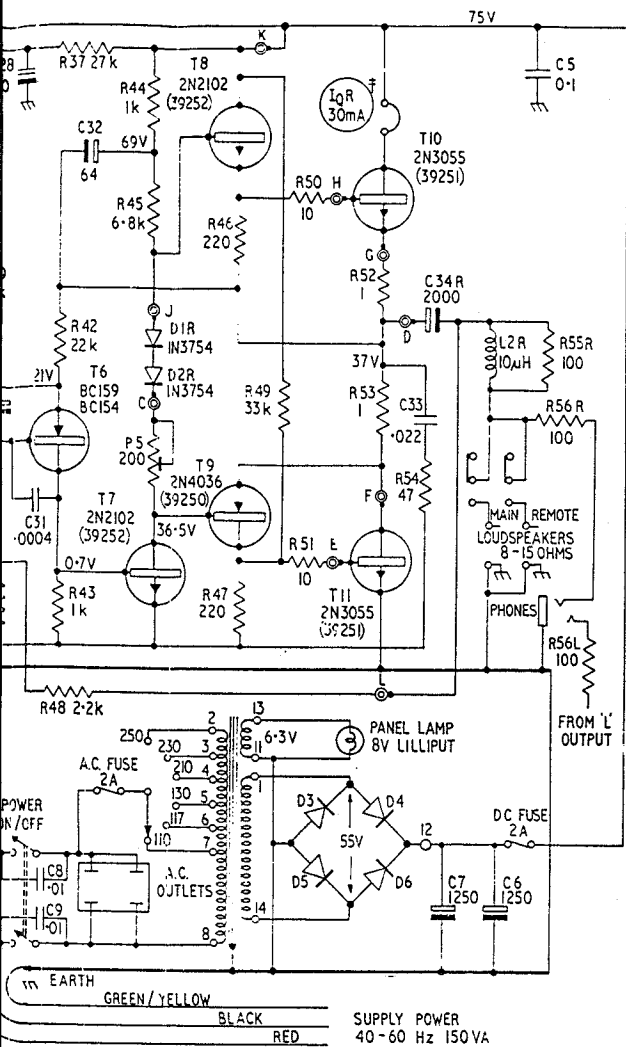 75V
K
28
0
R37 27k
R44
1k
T8
2N2102
(39252)
IQR
30mA
‡
C5
0·1
C32
64
69V
T10
2N3055
(39251)
R45
6·8k
R50
10
H
R46
220
G
R52
1
C34R
2000
D
J
R42
22k
D1R
IN3754
D2R
IN3754
C
37V
L2R
10µH
R55R
100
21V
T6
BC159
BC154
R49
33k
R53
1
C33
·022
R56R
100
P5
200
T9
2N4036
(39250)
R54
47
F
C31
·0004
T7
2N2102
(39252)
36.5V
MAIN
REMOTE
LOUDSPEAKERS
8-15 OHMS
0.7V
R51
10
E
R43
1k
R47
220
T11
2N3055
(39251)
PHONES
R56L
100
R48 2·2k
L
FROM 'L'
OUTPUT
250
230
210
130
117
110
2
3
4
5
6
7
8
13
11
1
14
6·3V
PANEL LAMP
8V LILLIPUT
A.C. FUSE
2A
D3
D4
D5
D6
55V
12
DC FUSE
2A
POWER
ON/OFF
C8
·01
C9
·01
A.C.
OUTLETS
C7
1250
C6
1250
EARTH
GREEN/YELLOW
BLACK
RED
SUPPLY POWER
40-60 Hz 150VA